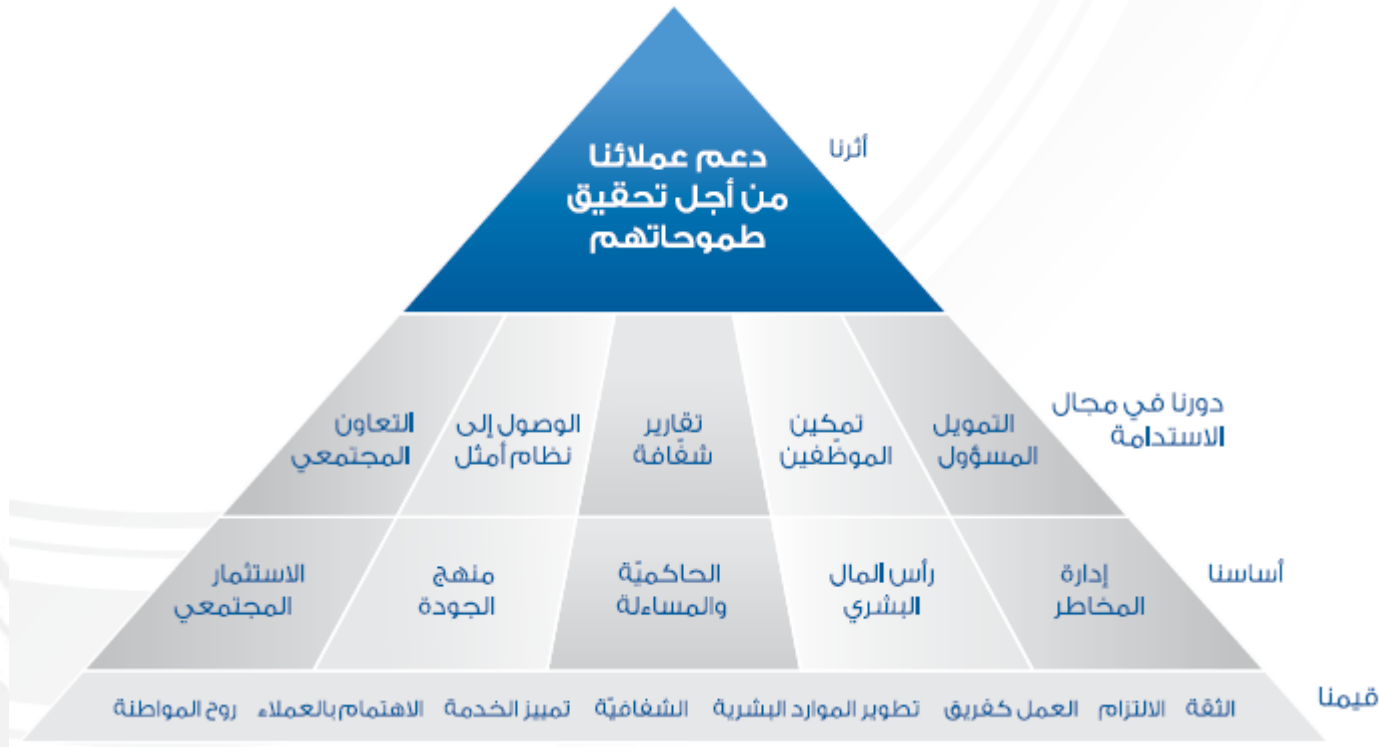 أثرنا
دعم عملائنا
من أجل تحقيق
طموحاتهم
دورنا في مجال
الاستدامة
التمويل
المسؤول
تمكين
الموظّفين
تقارير
شفّافة
الوصول إلى
نظام أمثل
التعاون
المجتمعي
أساسنا
إدارة
المخاطر
رأس المال
البشري
الحاكميّة
والمساءلة
منهج
الجودة
الاستثمار
المجتمعي
قيمنا
الثقة الالتزام العمل كفريق تطوير الموارد البشرية الشفافيّة تمييز الخدمة الاهتمام بالعملاء روح المواطنة